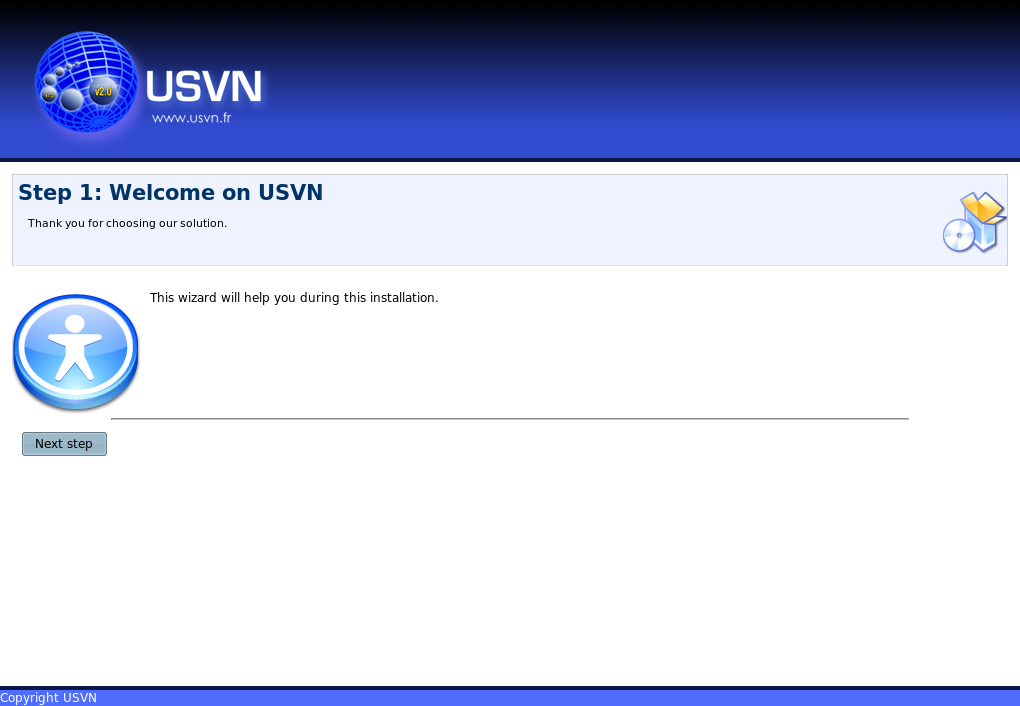 v2.0
USVN
www.usvn.fr
Step 1: Welcome on USVN
Thank you for choosing our solution.
This wizard will help you during this installation.
Next step
Copyright USVN